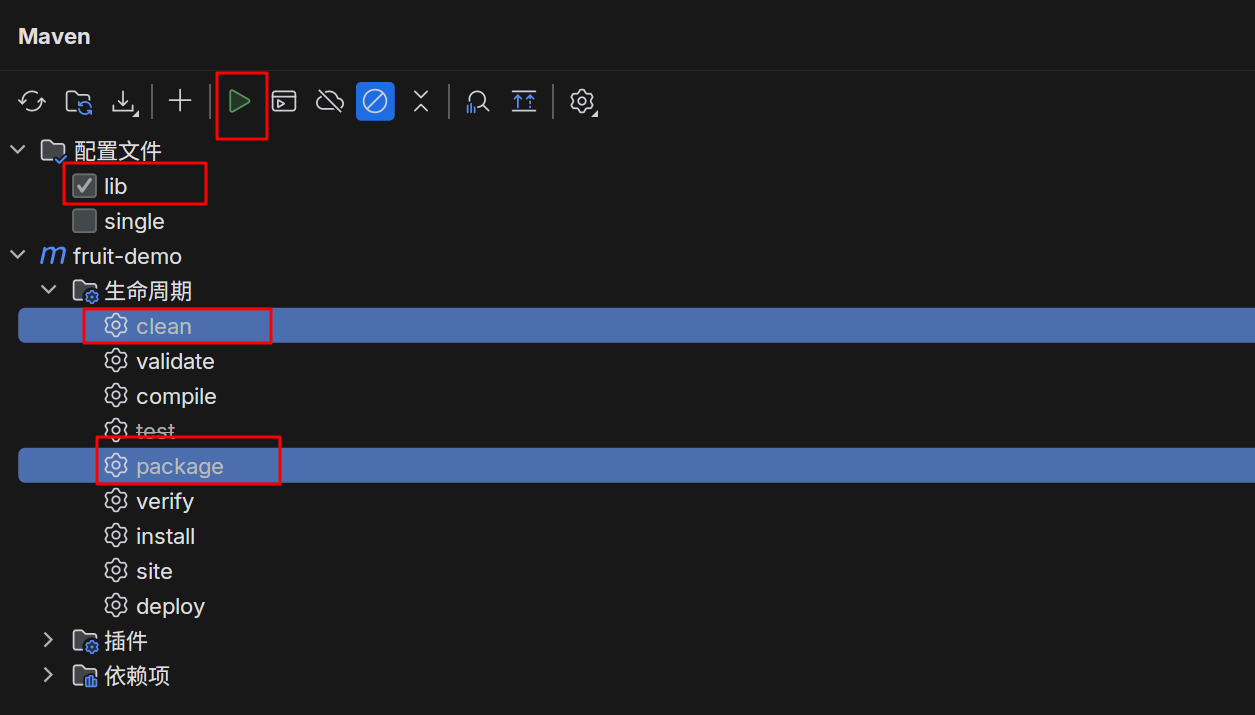 Maven
配置文件
lib
single
m fruit-demo
生命周期
clean
validate
compile
test
package
verify
install
site
deploy
插件
依赖项